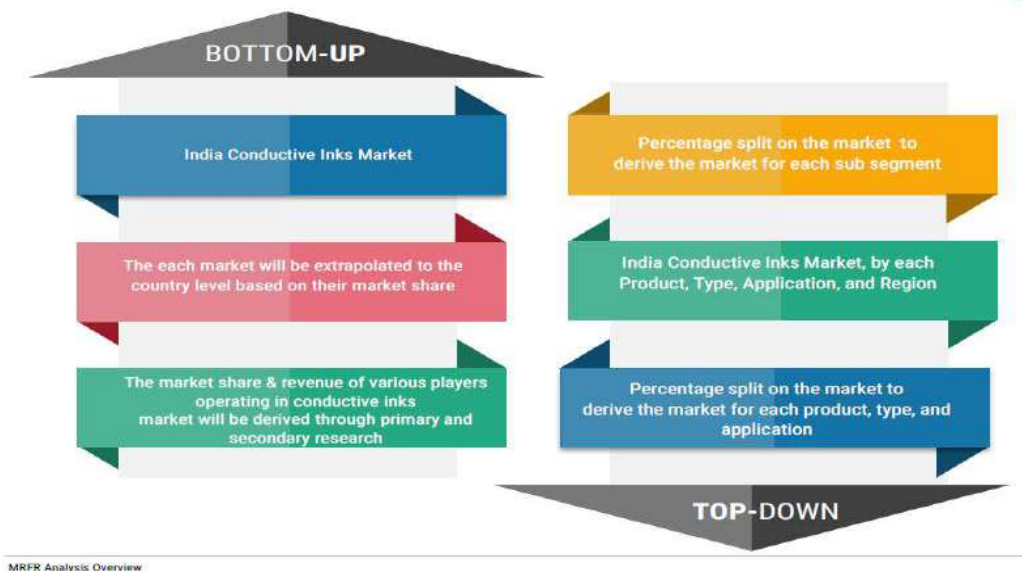 BOTTOM-UP
India Conductive Inks Market
The each market will be extrapolated to the
country level based on their market share
The market share & revenue of various players
operating in conductive inks
market will be derived through primary and
secondary research
Percentage split on the market to
derive the market for each sub segment
India Conductive Inks Market, by each
Product, Type, Application, and Region
Percentage split on the market to
derive the market for each product, type, and
application
TOP-DOWN
MRFR Analysis Overview